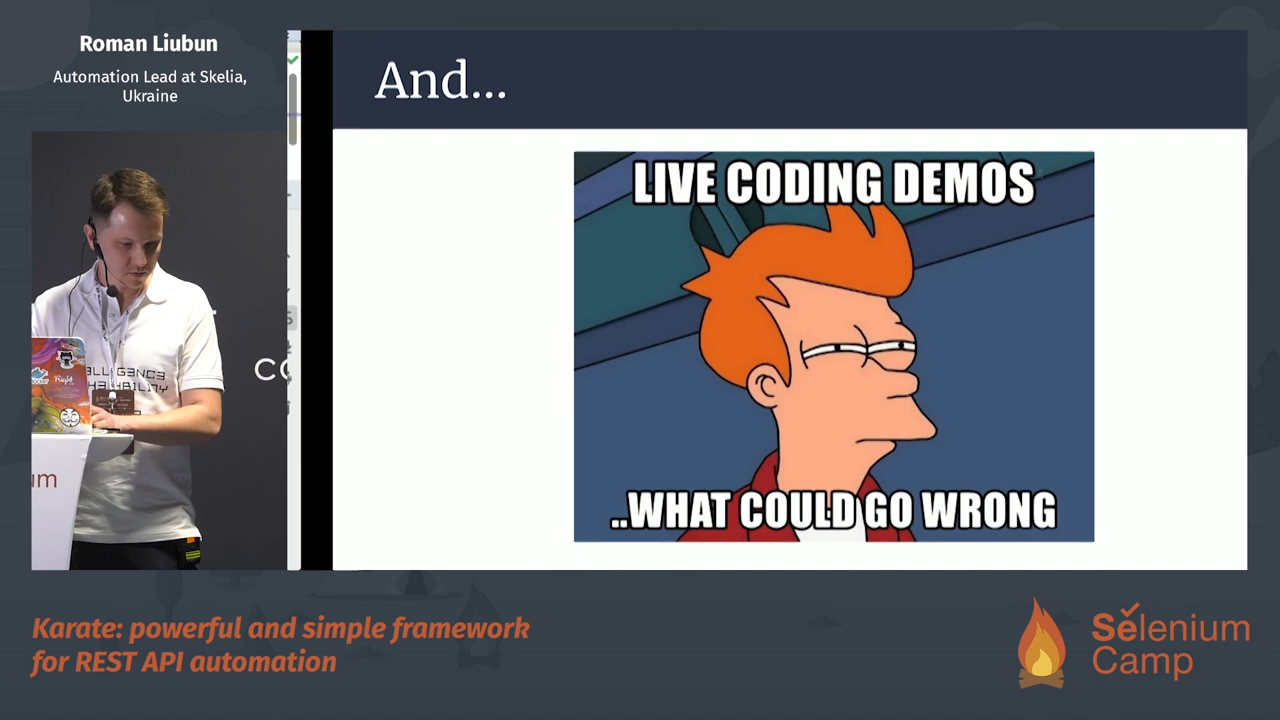 Roman Liubun
Automation Lead at Skelia,
Ukraine
And...
LIVE CODING DEMOS
..WHAT COULD GO WRONG
Karate: powerful and simple framework
for REST API automation
Selenium
Camp